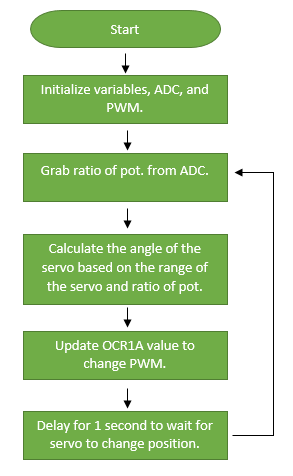 Start
Initialize variables, ADC, and
PWM.
Grab ratio of pot. from ADC.
Calculate the angle of the
servo based on the range of
the servo and ratio of pot.
Update OCR1A value to
change PWM.
Delay for 1 second to wait for
servo to change position.